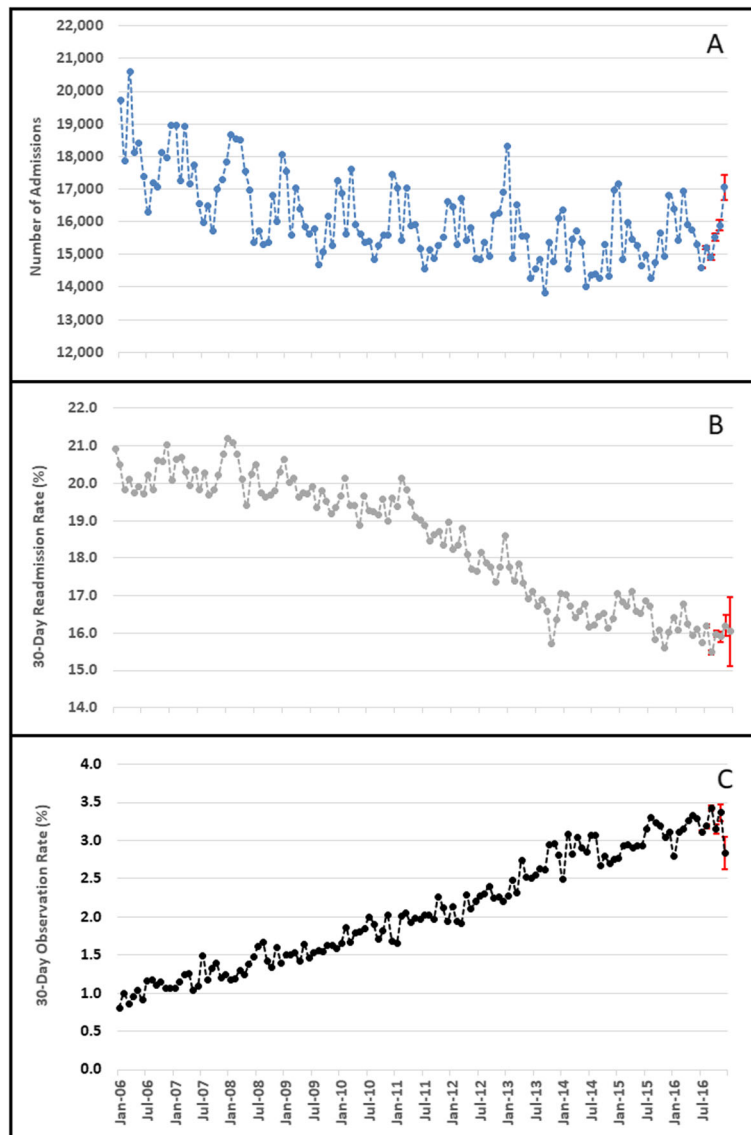 A
22,000
21,000
20,000
19,000
18,000
17,000
16,000
15,000
14,000
13,000
12,000
Number of Admissions
B
22.0
21.0
20.0
19.0
18.0
17.0
16.0
15.0
14.0
30-Day Readmission Rate (%)
C
4.0
3.5
3.0
2.5
2.0
1.5
1.0
0.5
0.0
30-Day Observation Rate (%)
Jan-06
Jul-06
Jan-07
Jul-07
Jan-08
Jul-08
Jan-09
Jul-09
Jan-10
Jul-10
Jan-11
Jul-11
Jan-12
Jul-12
Jan-13
Jul-13
Jan-14
Jul-14
Jan-15
Jul-15
Jan-16
Jul-16